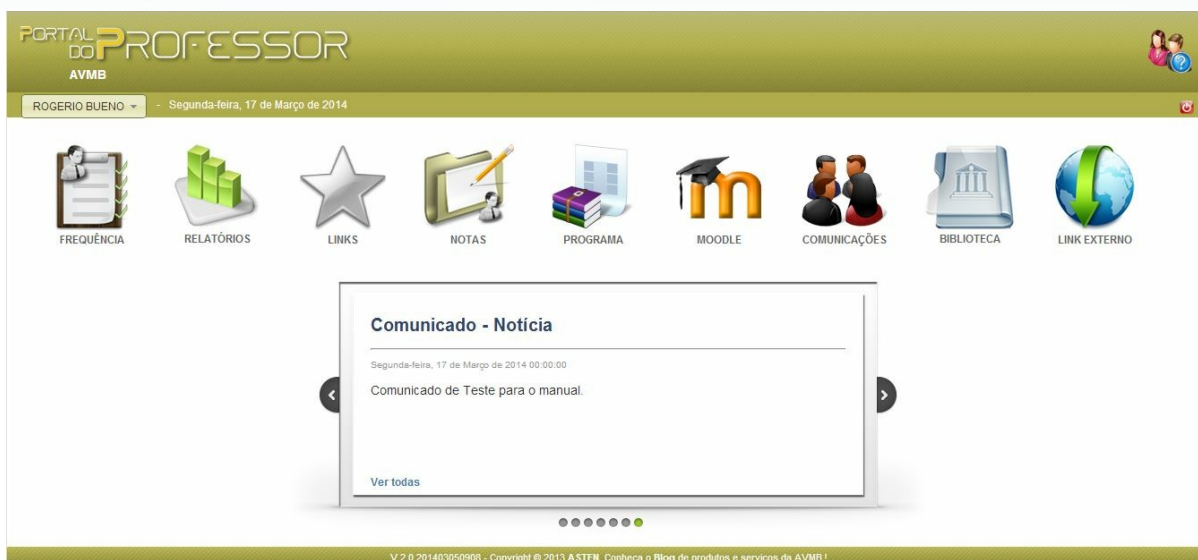 PORTAL
DO PROFESSOR
AVMB
ROGERIO BUENO - Segunda-feira, 17 de Março de 2014
FREQUÊNCIA RELATÓRIOS LINKS NOTAS PROGRAMA MOODLE COMUNICAÇÕES BIBLIOTECA LINK EXTERNO
Comunicado - Notícia
Segunda-feira, 17 de Março de 2014 00:00:00
Comunicado de Teste para o manual.
Ver todas
V 2.0.201403050908 - Copyright © 2013 ASTEN. Conheça o Blog de produtos e serviços da AVMB !